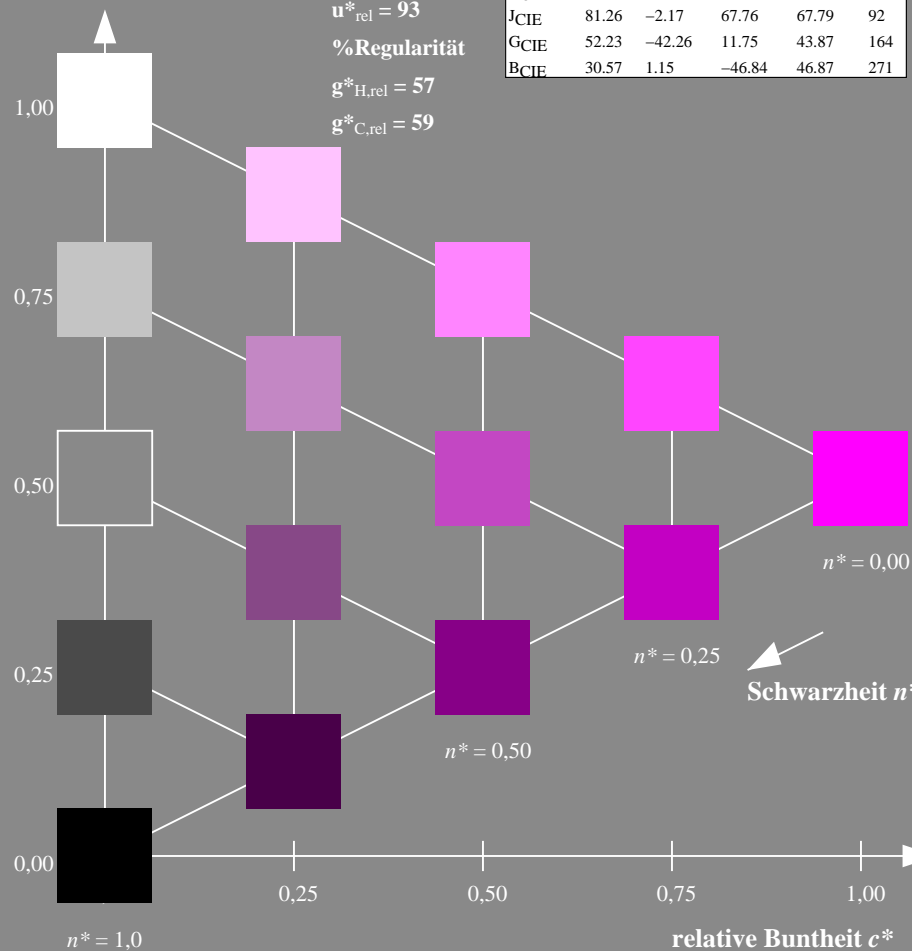 u*rel = 93
%Regularität
g*H,rel = 57
g*C,rel = 59
JCIE 81.26 −2.17 67.76 67.79 92
GCIE 52.23 −42.26 11.75 43.87 164
BCIE 30.57 1.15 −46.84 46.87 271
1,00
0,75
0,50
n* = 0,00
n* = 0,25
0,25
Schwarzheit n*
n* = 0,50
0,00
0,25 0,50 0,75 1,00
n* = 1,0
relative Buntheit c*